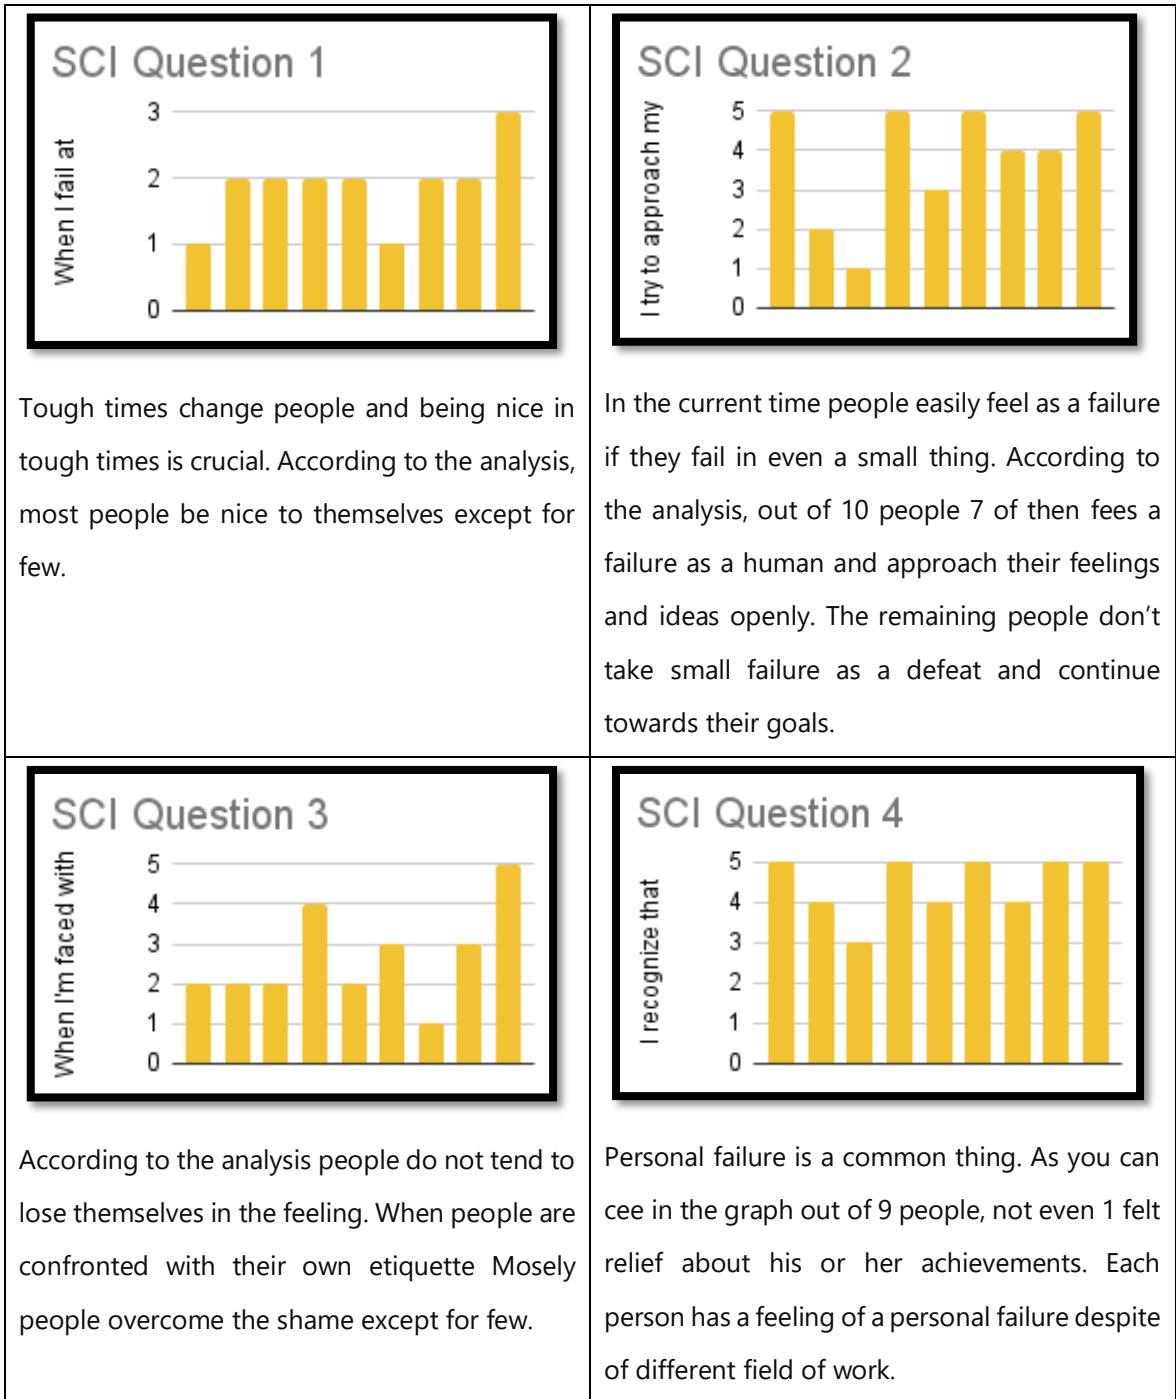 SCI Question 1
When I fail at
3
2
1
0
Tough times change people and being nice in
tough times is crucial. According to the analysis,
most people be nice to themselves except for
few.
SCI Question 2
I try to approach my
5
4
3
2
1
0
In the current time people easily feel as a failure
if they fail in even a small thing. According to
the analysis, out of 10 people 7 of then fees a
failure as a human and approach their feelings
and ideas openly. The remaining people don’t
take small failure as a defeat and continue
towards their goals.
SCI Question 3
When I'm faced with
5
4
3
2
1
0
According to the analysis people do not tend to
lose themselves in the feeling. When people are
confronted with their own etiquette Mosely
people overcome the shame except for few.
SCI Question 4
I recognize that
5
4
3
2
1
0
Personal failure is a common thing. As you can
cee in the graph out of 9 people, not even 1 felt
relief about his or her achievements. Each
person has a feeling of a personal failure despite
of different field of work.